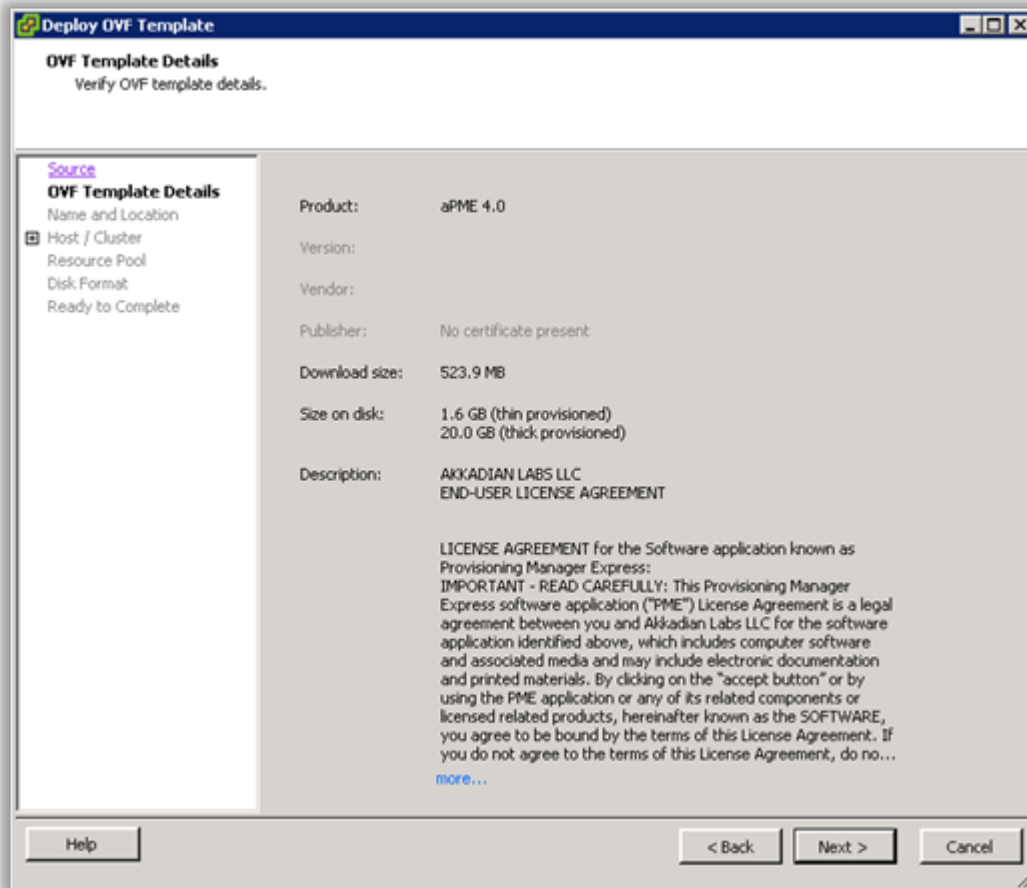 Deploy OVF Template
OVF Template Details
Verify OVF template details.
Source
OVF Template Details
Name and Location
Host / Cluster
Resource Pool
Disk Format
Ready to Complete
Product: aPME 4.0
Version:
Vendor:
Publisher: No certificate present
Download size: 523.9 MB
Size on disk: 1.6 GB (thin provisioned)
20.0 GB (thick provisioned)
Description: AKKADIAN LABS LLC
END-USER LICENSE AGREEMENT
LICENSE AGREEMENT for the Software application known as
Provisioning Manager Express:
IMPORTANT - READ CAREFULLY: This Provisioning Manager
Express software application ("PME") License Agreement is a legal
agreement between you and Akkadian Labs LLC for the software
application identified above, which includes computer software
and associated media and may include electronic documentation
and printed materials. By clicking on the "accept button" or by
using the PME application or any of its related components or
licensed related products, hereinafter known as the SOFTWARE,
you agree to be bound by the terms of this License Agreement. If
you do not agree to the terms of this License Agreement, do no...
more...
Help
< Back
Next >
Cancel